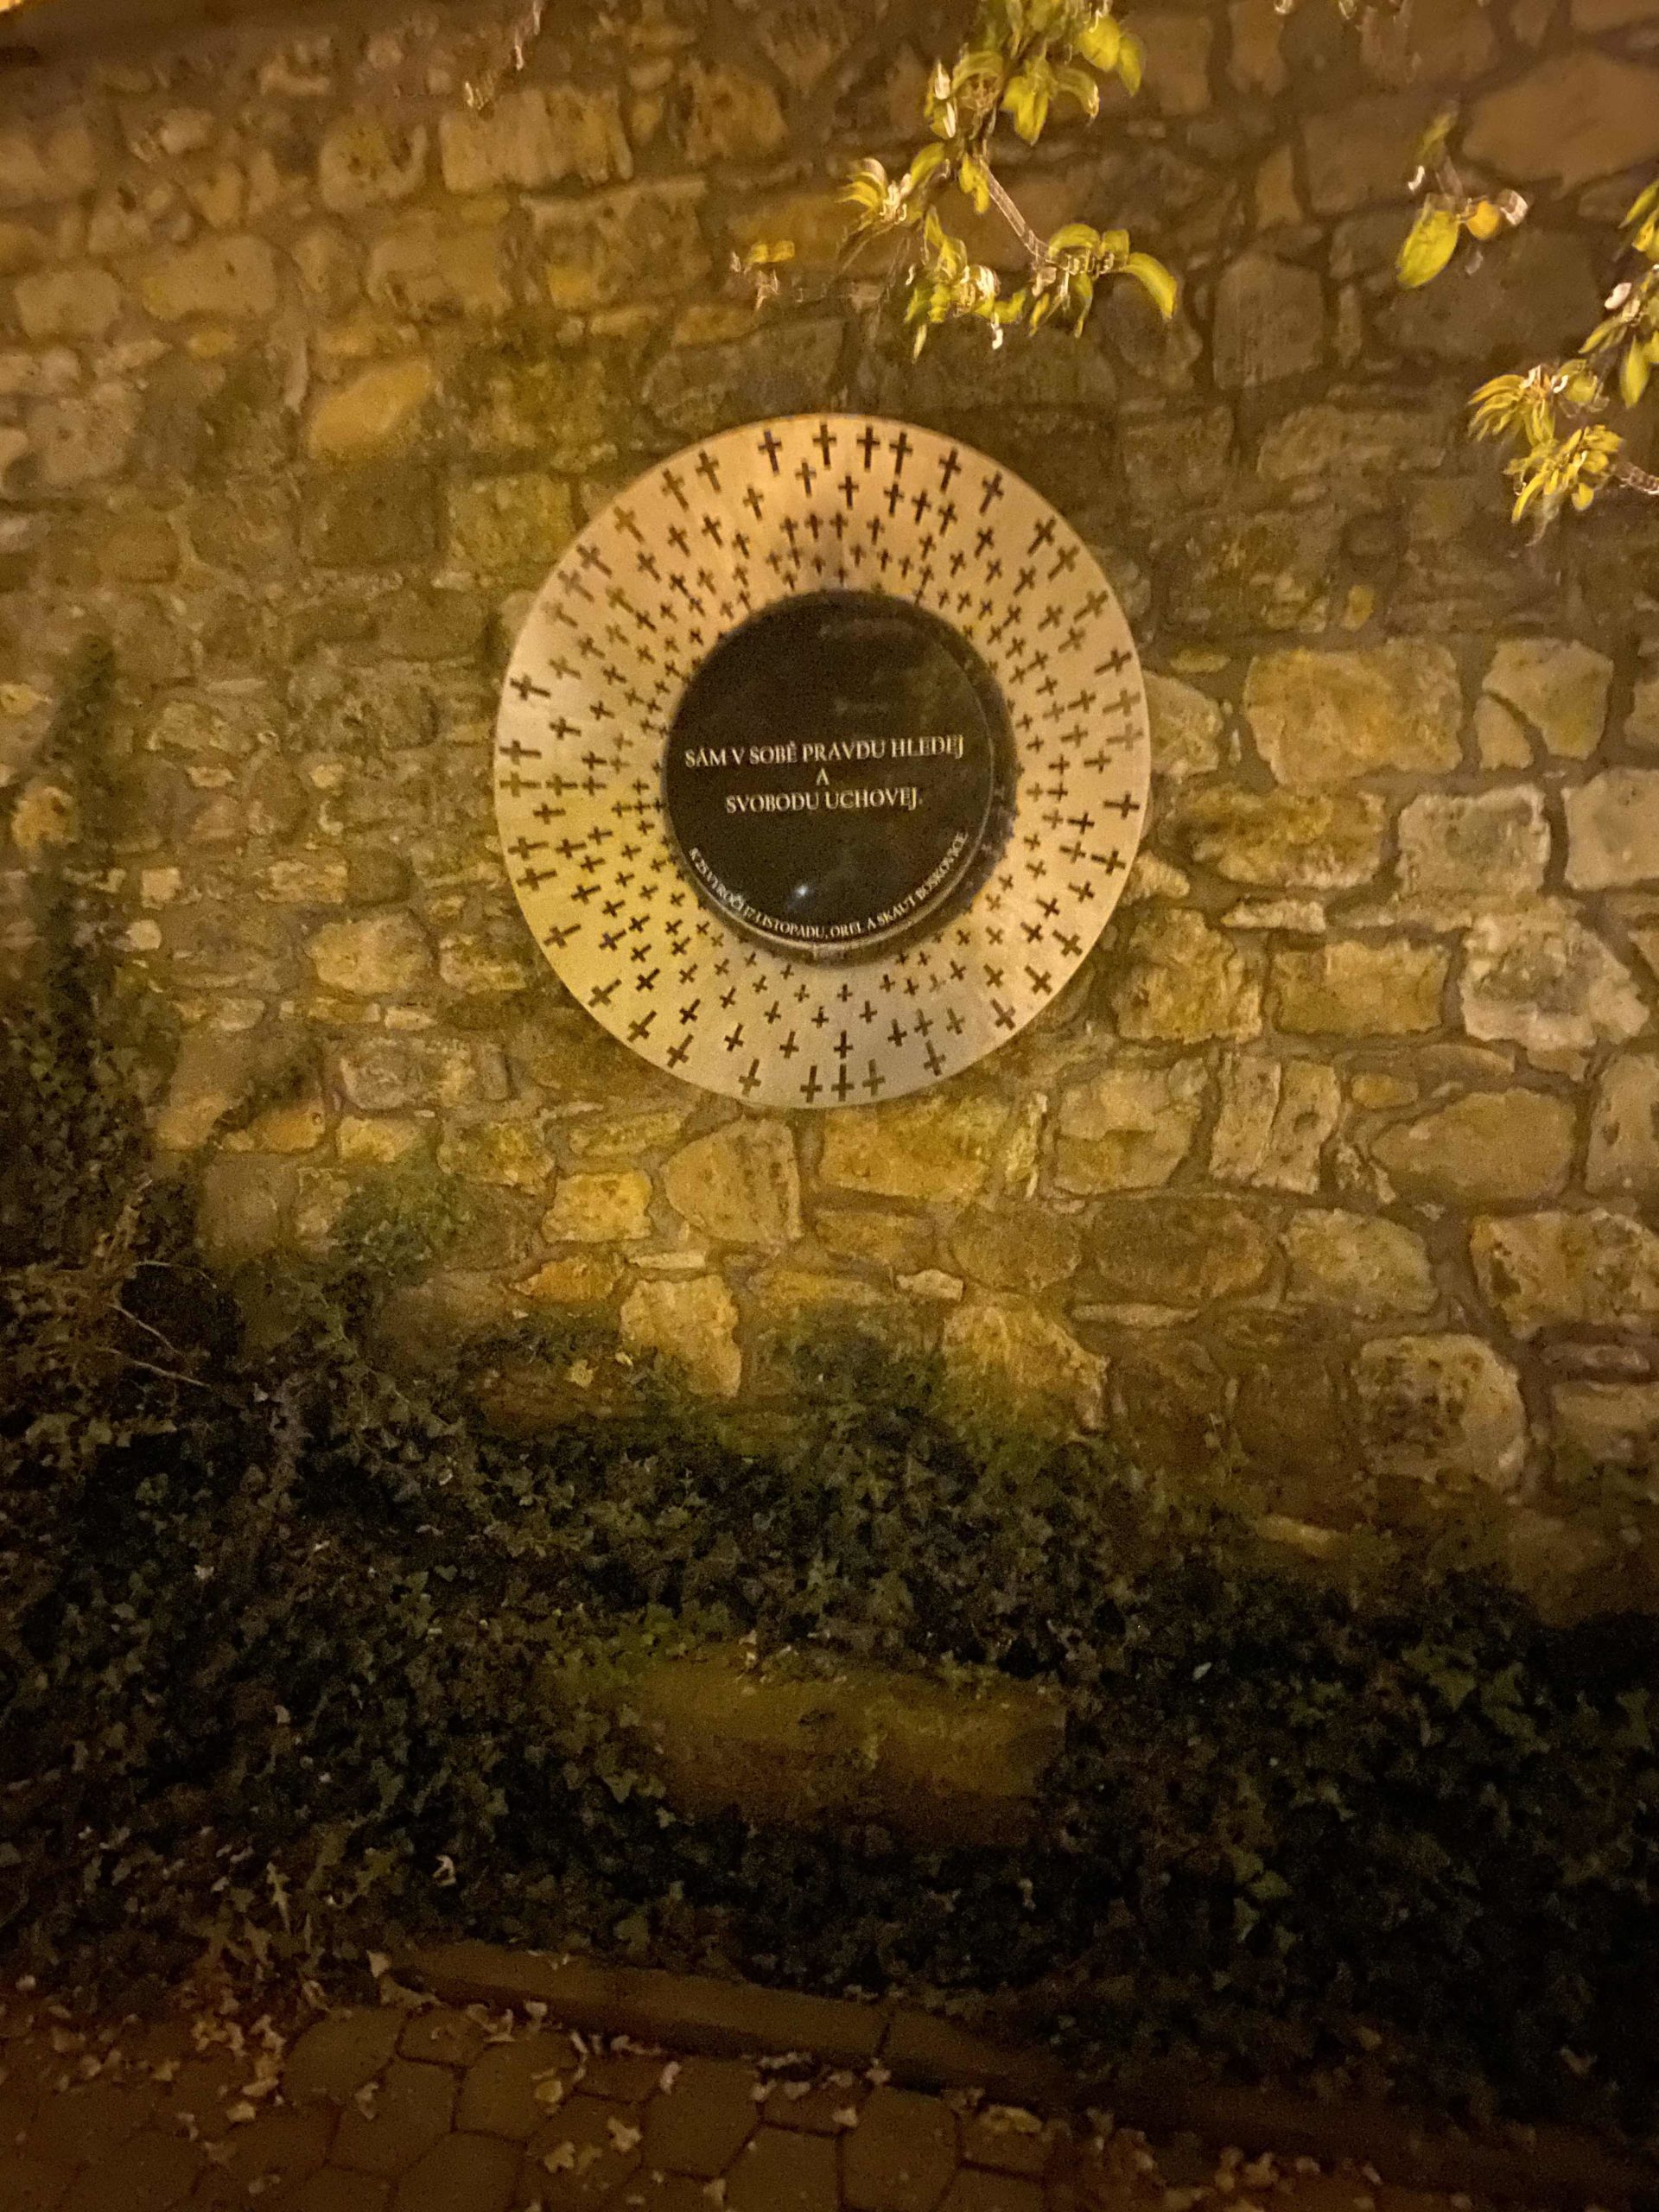 SÁM V SOBĚ PRAVDU HLEDEJ
A
SVOBODU UCHOVEJ.
K 25 VÝROČÍ 17. LISTOPADU, OREL A SKAUT BOSKOVICE